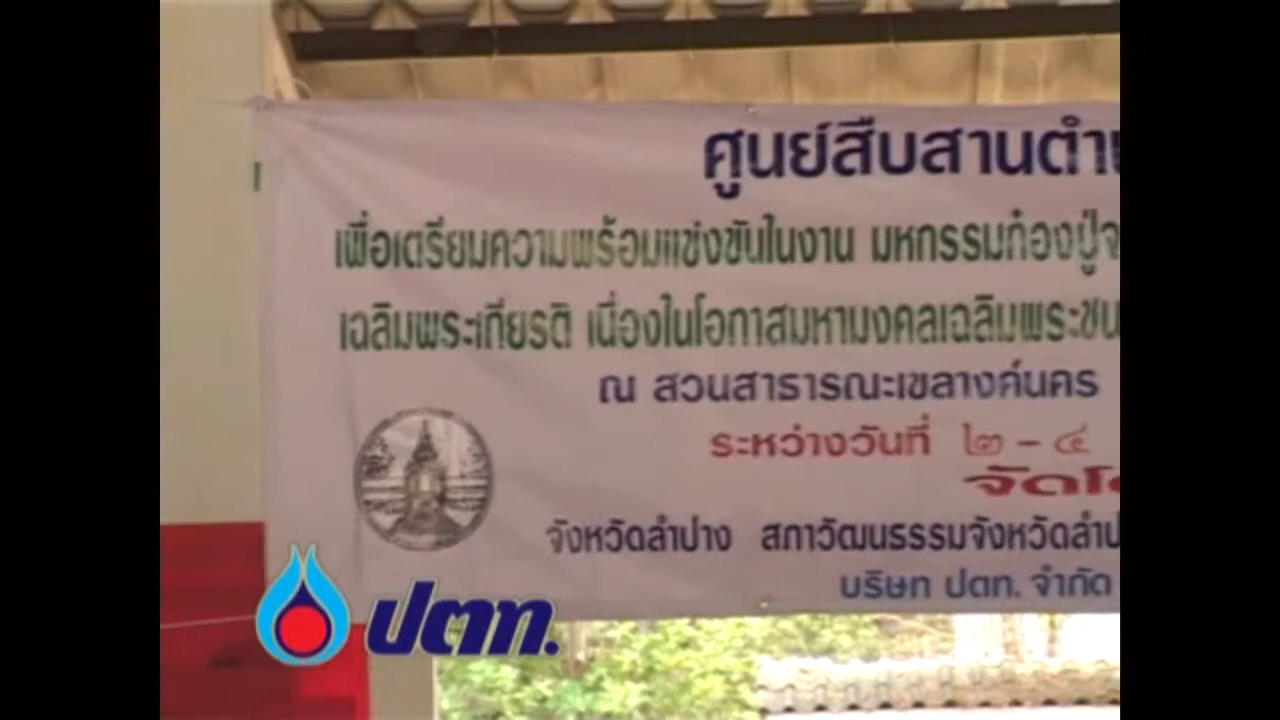 ศูนย์สืบสานตำ
เพื่อเตรียมความพร้อมแข่งขันในงาน มหกรรมก๋องปู่จ
เฉลิมพระเกียรติ เนื่องในโอกาสมหามงคลเฉลิมพระชน
ณ สวนสาธารณะเขลางค์นคร
ระหว่างวันที่ ๒ - ๔
จัดโ
จังหวัดลำปาง สภาวัฒนธรรมจังหวัดลำป
บริษัท ปตท. จำกัด
ปตท.